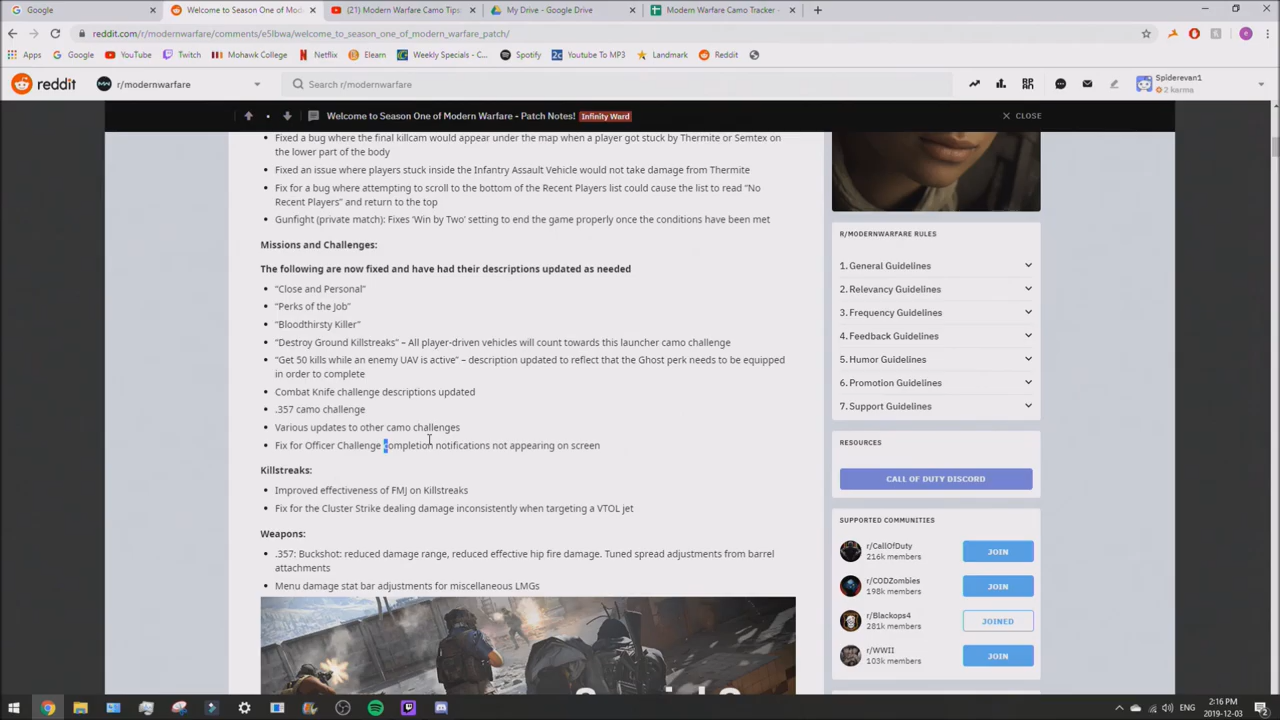 Google
Welcome to Season One of Mod
(21) Modern Warfare Camo Tips
My Drive - Google Drive
Modern Warfare Camo Tracker -
reddit.com/r/modernwarfare/comments/e5lbwa/welcome_to_season_one_of_modern_warfare_patch/
Apps Google YouTube Twitch Mohawk College Netflix Elearn Weekly Specials - C... Spotify Youtube To MP3 Landmark Reddit
reddit r/modernwarfare Search r/modernwarfare Spiderevan1
2 karma
Welcome to Season One of Modern Warfare - Patch Notes! Infinity Ward CLOSE
Fixed a bug where the final killcam would appear under the map when a player got stuck by Thermite or Semtex on
the lower part of the body
Fixed an issue where players stuck inside the Infantry Assault Vehicle would not take damage from Thermite
Fix for a bug where attempting to scroll to the bottom of the Recent Players list could cause the list to read “No
Recent Players” and return to the top
Gunfight (private match): Fixes ‘Win by Two’ setting to end the game properly once the conditions have been met
Missions and Challenges:
The following are now fixed and have had their descriptions updated as needed
“Close and Personal”
“Perks of the Job”
“Bloodthirsty Killer”
“Destroy Ground Killstreaks” – All player-driven vehicles will count towards this launcher camo challenge
“Get 50 kills while an enemy UAV is active” – description updated to reflect that the Ghost perk needs to be equipped
in order to complete
Combat Knife challenge descriptions updated
.357 camo challenge
Various updates to other camo challenges
Fix for Officer Challenge completion notifications not appearing on screen
Killstreaks:
Improved effectiveness of FMJ on Killstreaks
Fix for the Cluster Strike dealing damage inconsistently when targeting a VTOL jet
Weapons:
.357: Buckshot: reduced damage range, reduced effective hip fire damage. Tuned spread adjustments from barrel
attachments
Menu damage stat bar adjustments for miscellaneous LMGs
R/MODERNWARFARE RULES
1. General Guidelines
2. Relevancy Guidelines
3. Frequency Guidelines
4. Feedback Guidelines
5. Humor Guidelines
6. Promotion Guidelines
7. Support Guidelines
RESOURCES
CALL OF DUTY DISCORD
SUPPORTED COMMUNITIES
r/CallOfDuty
216k members
JOIN
r/CODZombies
198k members
JOIN
r/Blackops4
281k members
JOINED
r/WWII
103k members
JOIN
ENG
2:16 PM
2019-12-03